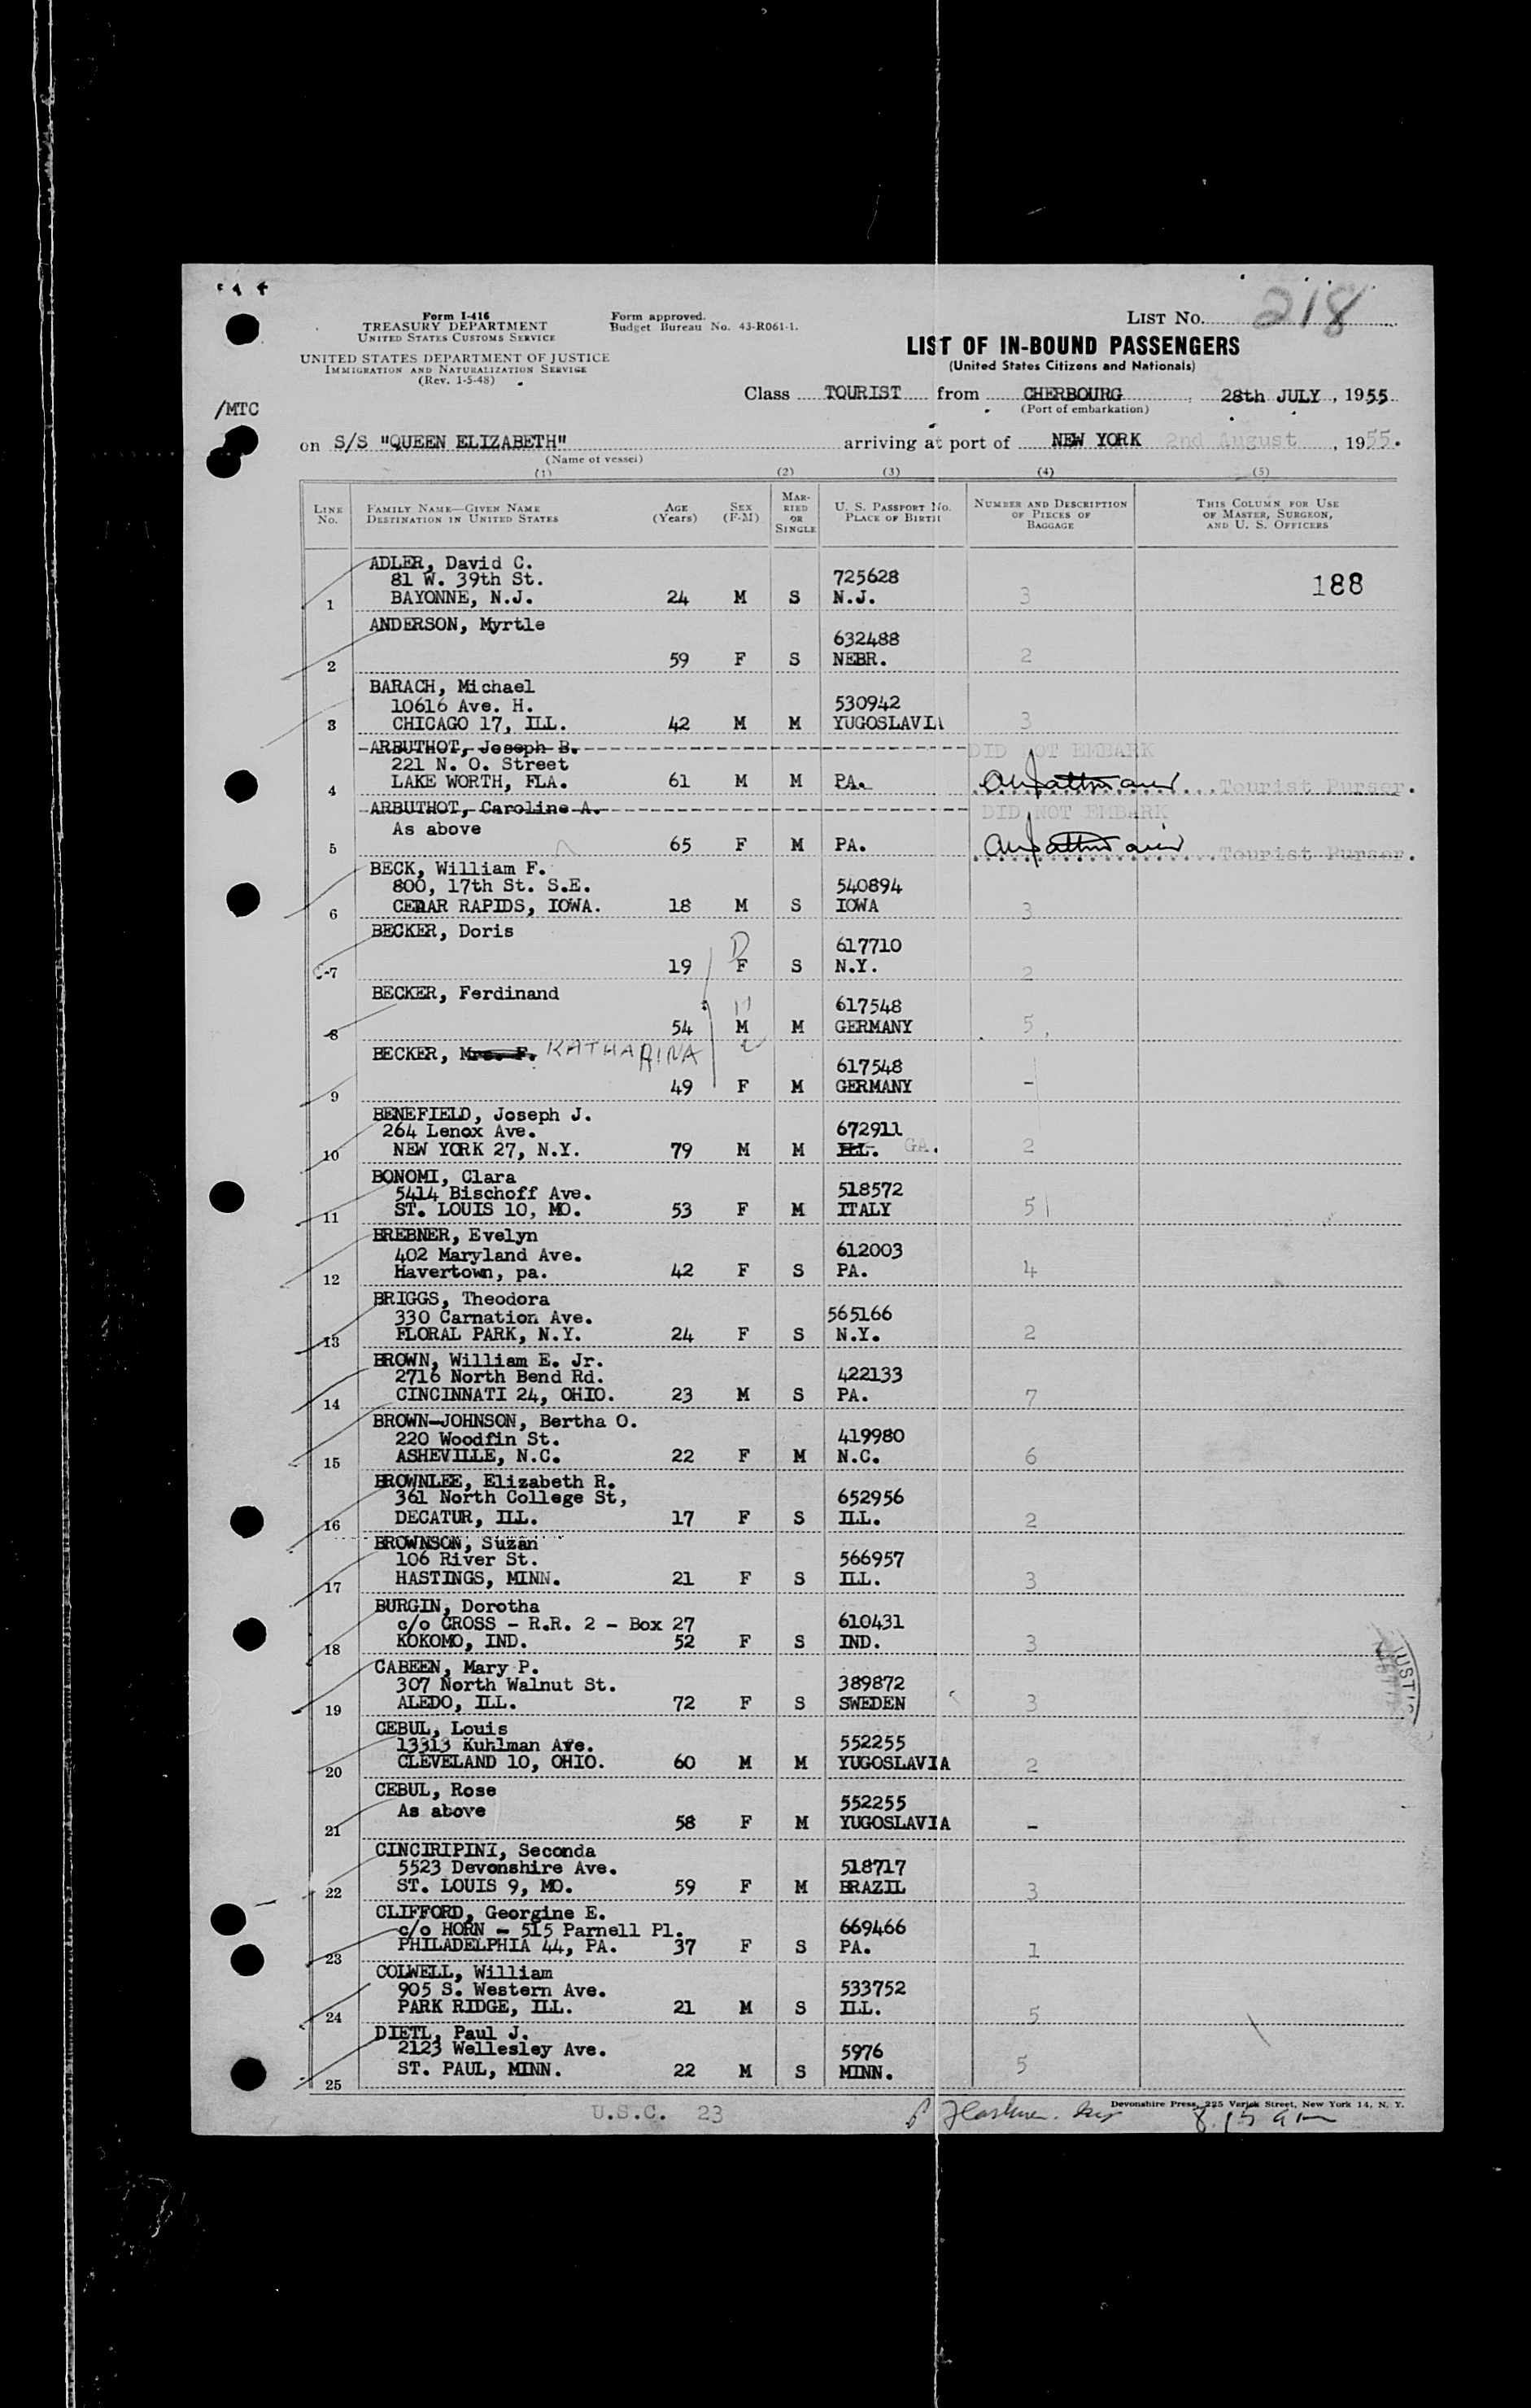 Form I-416
TREASURY DEPARTMENT
UNITED STATES CUSTOMS SERVICE
UNITED STATES DEPARTMENT OF JUSTICE
IMMIGRATION AND NATURALIZATION SERVICE
(Rev. 1-5-48)
Form approved.
Budget Bureau No. 43-R061-1.
LIST No. 218
LIST OF IN-BOUND PASSENGERS
(United States Citizens and Nationals)
Class TOURIST from CHERBOURG, 28th JULY, 1955
(Port of embarkation)
/MTC
on S/S "QUEEN ELIZABETH" arriving at port of NEW YORK 2nd August, 1955.
(Name of vessel)
(1) (2) (3) (4) (5)
LINE No. FAMILY NAME—GIVEN NAME DESTINATION IN UNITED STATES AGE (Years) SEX (F-M) MARRIED OR SINGLE U. S. PASSPORT No. PLACE OF BIRTH NUMBER AND DESCRIPTION OF PIECES OF BAGGAGE THIS COLUMN FOR USE OF MASTER, SURGEON, AND U. S. OFFICERS
ADLER, David C.
81 W. 39th St. 725628 188
1 BAYONNE, N.J. 24 M S N.J. 3
ANDERSON, Myrtle
632488
2 59 F S NEBR. 2
BARACH, Michael
10616 Ave. H. 530942
3 CHICAGO 17, ILL. 42 M M YUGOSLAVIA 3
ARBUTHOT, Joseph B. DID NOT EMBARK
221 N. O. Street
4 LAKE WORTH, FLA. 61 M M PA. Tourist Purser.
ARBUTHOT, Caroline A. DID NOT EMBARK
As above
5 65 F M PA. Tourist Purser.
BECK, William F.
800, 17th St. S.E. 540894
6 CEDAR RAPIDS, IOWA. 18 M S IOWA 3
BECKER, Doris D
617710
7 19 F S N.Y. 2
BECKER, Ferdinand
617548
8 54 M M GERMANY 5
BECKER, Mrs. F. KATHARINA
617548
9 49 F M GERMANY -
BENEFIELD, Joseph J.
264 Lenox Ave. 672911
10 NEW YORK 27, N.Y. 79 M M ILL. GA. 2
BONOMI, Clara
5414 Bischoff Ave. 518572
11 ST. LOUIS 10, MO. 53 F M ITALY 5
BREBNER, Evelyn
402 Maryland Ave. 612003
12 Havertown, pa. 42 F S PA. 4
BRIGGS, Theodora
330 Carnation Ave. 565166
13 FLORAL PARK, N.Y. 24 F S N.Y. 2
BROWN, William E. Jr.
2716 North Bend Rd. 422133
14 CINCINNATI 24, OHIO. 23 M S PA. 7
BROWN-JOHNSON, Bertha O.
220 Woodfin St. 419980
15 ASHEVILLE, N.C. 22 F M N.C. 6
BROWNLEE, Elizabeth R.
361 North College St, 652956
16 DECATUR, ILL. 17 F S ILL. 2
BROWNSON, Suzan
106 River St. 566957
17 HASTINGS, MINN. 21 F S ILL. 3
BURGIN, Dorotha
c/o CROSS - R.R. 2 - Box 27 610431
18 KOKOMO, IND. 52 F S IND. 3
CABEEN, Mary P.
307 North Walnut St. 389872
19 ALEDO, ILL. 72 F S SWEDEN 3
CEBUL, Louis
13313 Kuhlman Ave. 552255
20 CLEVELAND 10, OHIO. 60 M M YUGOSLAVIA 2
CEBUL, Rose
As above 552255
21 58 F M YUGOSLAVIA -
CINCIRIPINI, Seconda
5523 Devonshire Ave. 518717
22 ST. LOUIS 9, MO. 59 F M BRAZIL 3
CLIFFORD, Georgine E.
c/o HORN - 515 Parnell Pl. 669466
23 PHILADELPHIA 44, PA. 37 F S PA. 1
COLWELL, William
905 S. Western Ave. 533752
24 PARK RIDGE, ILL. 21 M S ILL. 5
DIETL, Paul J.
2123 Wellesley Ave. 5976
25 ST. PAUL, MINN. 22 M S MINN. 5
Devonshire Press, 225 Varick Street, New York 14, N. Y.
U.S.C. 23 8.15 am